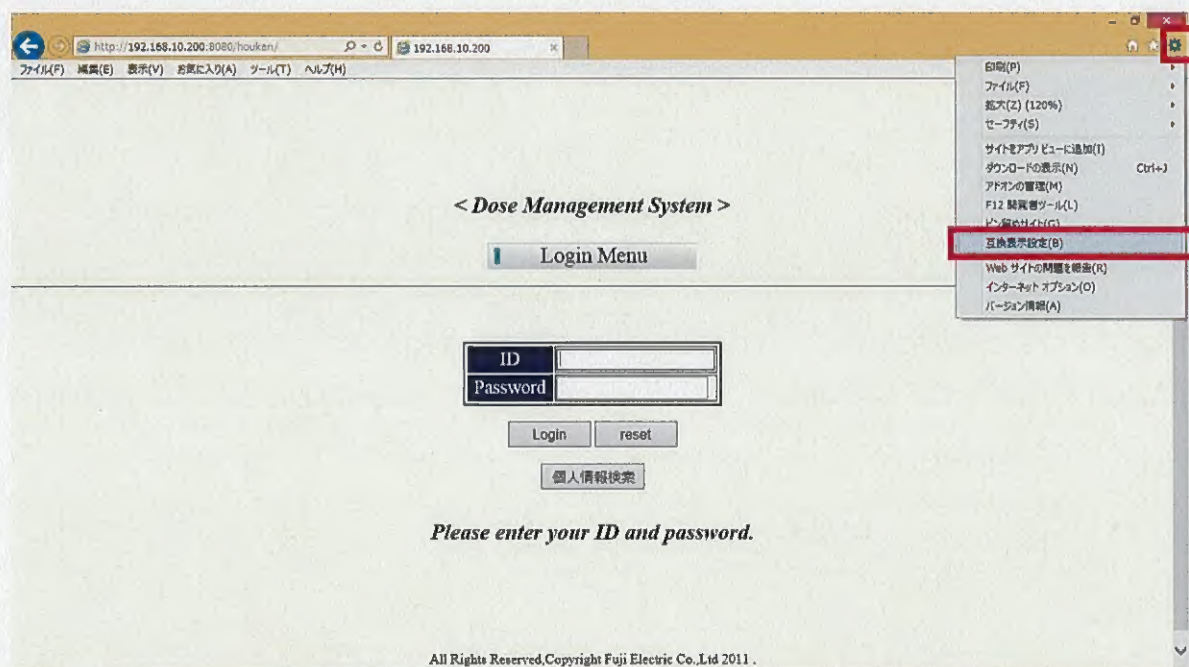 http://192.168.10.200:8080/houken/
192.168.10.200
ファイル(F) 編集(E) 表示(V) お気に入り(A) ツール(T) ヘルプ(H)
印刷(P)
ファイル(F)
拡大(Z) (120%)
セーフティ(S)
サイトをアプリ ビューに追加(I)
ダウンロードの表示(N) Ctrl+J
アドオンの管理(M)
F12 開発者ツール(L)
ピン留めサイト(G)
互換表示設定(B)
Web サイトの問題を報告(R)
インターネット オプション(O)
バージョン情報(A)
< Dose Management System >
Login Menu
ID
Password
Login reset
個人情報検索
Please enter your ID and password.
All Rights Reserved,Copyright Fuji Electric Co.,Ltd 2011 .